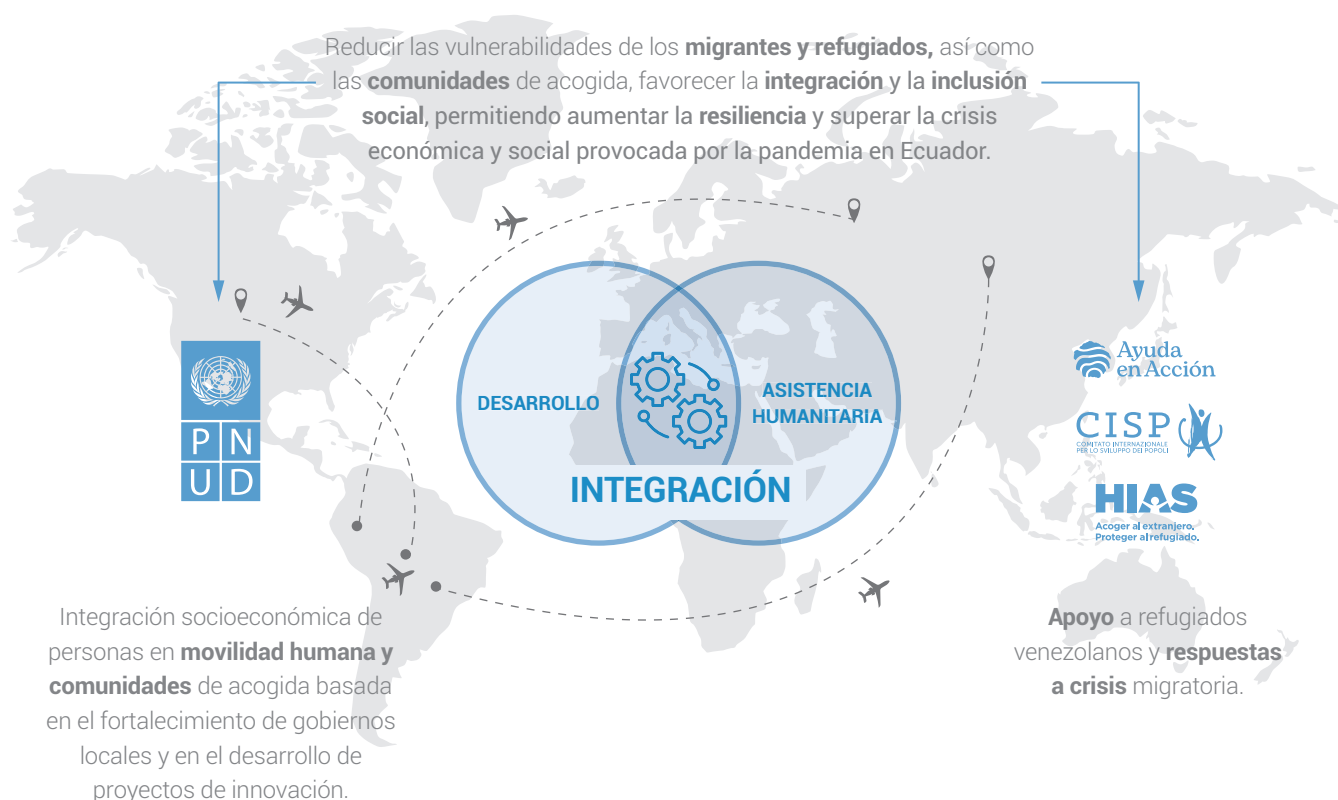 Reducir las vulnerabilidades de los migrantes y refugiados, así como
las comunidades de acogida, favorecer la integración y la inclusión
social, permitiendo aumentar la resiliencia y superar la crisis
económica y social provocada por la pandemia en Ecuador.
P N
U D
DESARROLLO
ASISTENCIA
HUMANITARIA
INTEGRACIÓN
Ayuda
en Acción
CISP
COMITATO INTERNAZIONALE
PER LO SVILUPPO DEI POPOLI
HIAS
Acoger al extranjero.
Proteger al refugiado.
Integración socioeconómica de
personas en movilidad humana y
comunidades de acogida basada
en el fortalecimiento de gobiernos
locales y en el desarrollo de
proyectos de innovación.
Apoyo a refugiados
venezolanos y respuestas
a crisis migratoria.